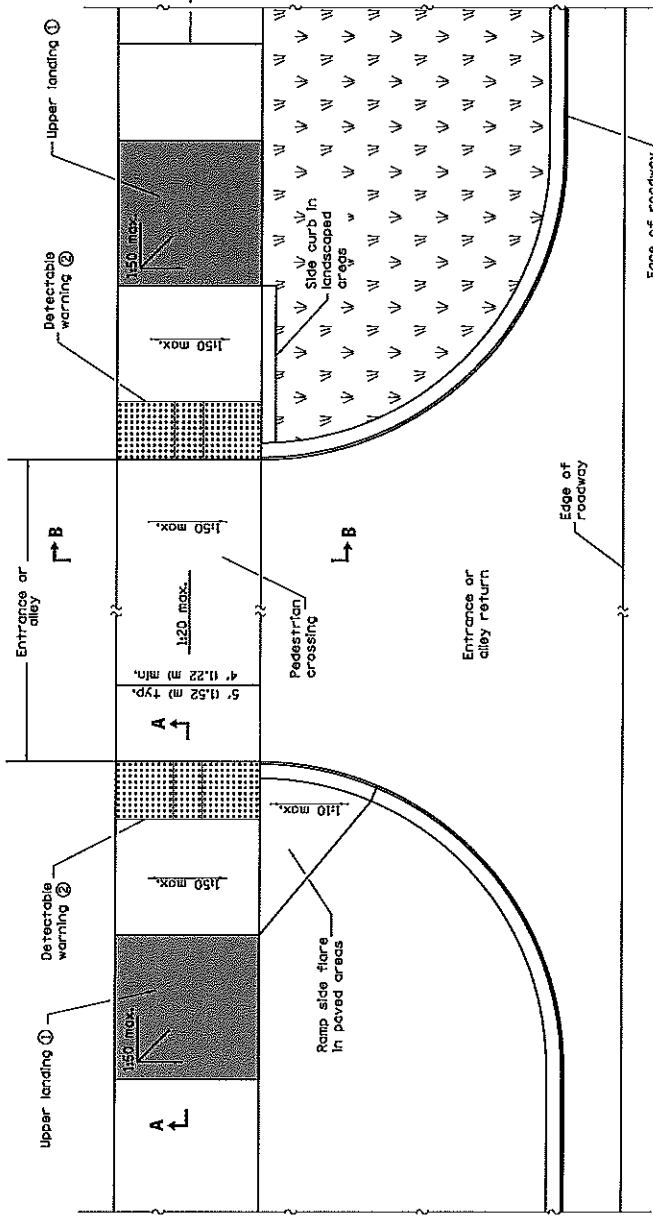 Upper landing ①
Detectable
warning ②
Entrance or
alley
Detectable
warning ②
Upper landing ①
1:50 max.
1:50 max.
5' (1.52 m) typ.
4' (1.22 m) min.
1:20 max.
1:50 max.
1:50 max.
1:50 max.
A
A
B
B
1:10 max.
Ramp side flare
in paved areas
Pedestrian
crossing
Entrance or
alley return
Side curb in
landscaped
areas
Edge of
roadway
Edge of roadway